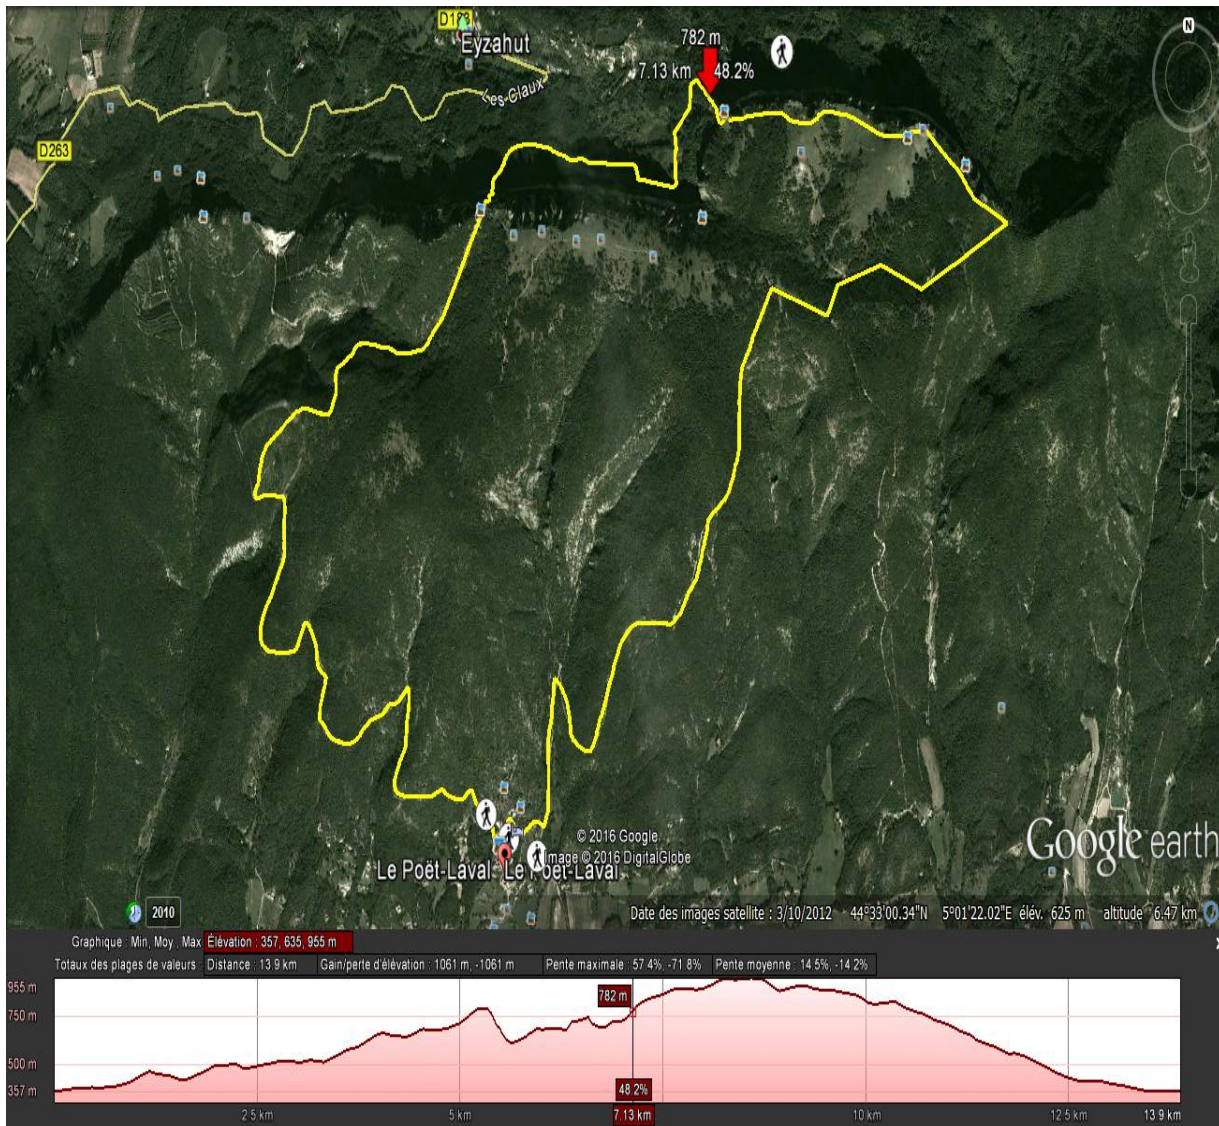 D183
Eyzahut
782 m
7.13 km 48.2%
Les Claux
D263
N
© 2016 Google
Image © 2016 DigitalGlobe
Le Poët-Laval Le Poët-Laval
Google earth
2010
Date des images satellite : 3/10/2012 44°33'00.34"N 5°01'22.02"E élév. 625 m altitude 6.47 km
Graphique : Min, Moy , Max Élévation : 357, 635, 955 m
Totaux des plages de valeurs : Distance : 13.9 km Gain/perte d'élévation : 1061 m, -1061 m Pente maximale : 57.4%, -71.8% Pente moyenne : 14.5%, -14.2%
955 m
782 m
750 m
500 m
357 m
48.2%
2.5 km 5 km 7.13 km 10 km 12.5 km 13.9 km